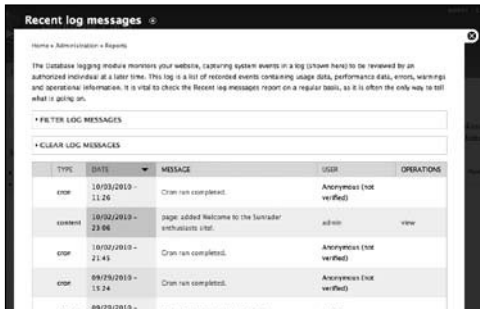 Recent log messages
Home » Administration » Reports
The Database logging module monitors your website, capturing system events in a log (shown here) to be reviewed by an
authorized individual at a later time. This log is a list of recorded events containing usage data, performance data, errors, warnings
and operational information. It is vital to check the Recent log messages report on a regular basis, as it is often the only way to tell
what is going on.
FILTER LOG MESSAGES
CLEAR LOG MESSAGES
TYPE DATE MESSAGE USER OPERATIONS
cron 10/03/2010 - 11:26 Cron run completed. Anonymous (not verified)
content 10/02/2010 - 23:06 page: added Welcome to the Sunrader enthusiasts site!. admin view
cron 10/02/2010 - 21:45 Cron run completed. Anonymous (not verified)
cron 09/29/2010 - 15:24 Cron run completed. Anonymous (not verified)
09/29/2010 -